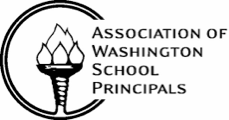 ASSOCIATION OF
WASHINGTON
SCHOOL
PRINCIPALS